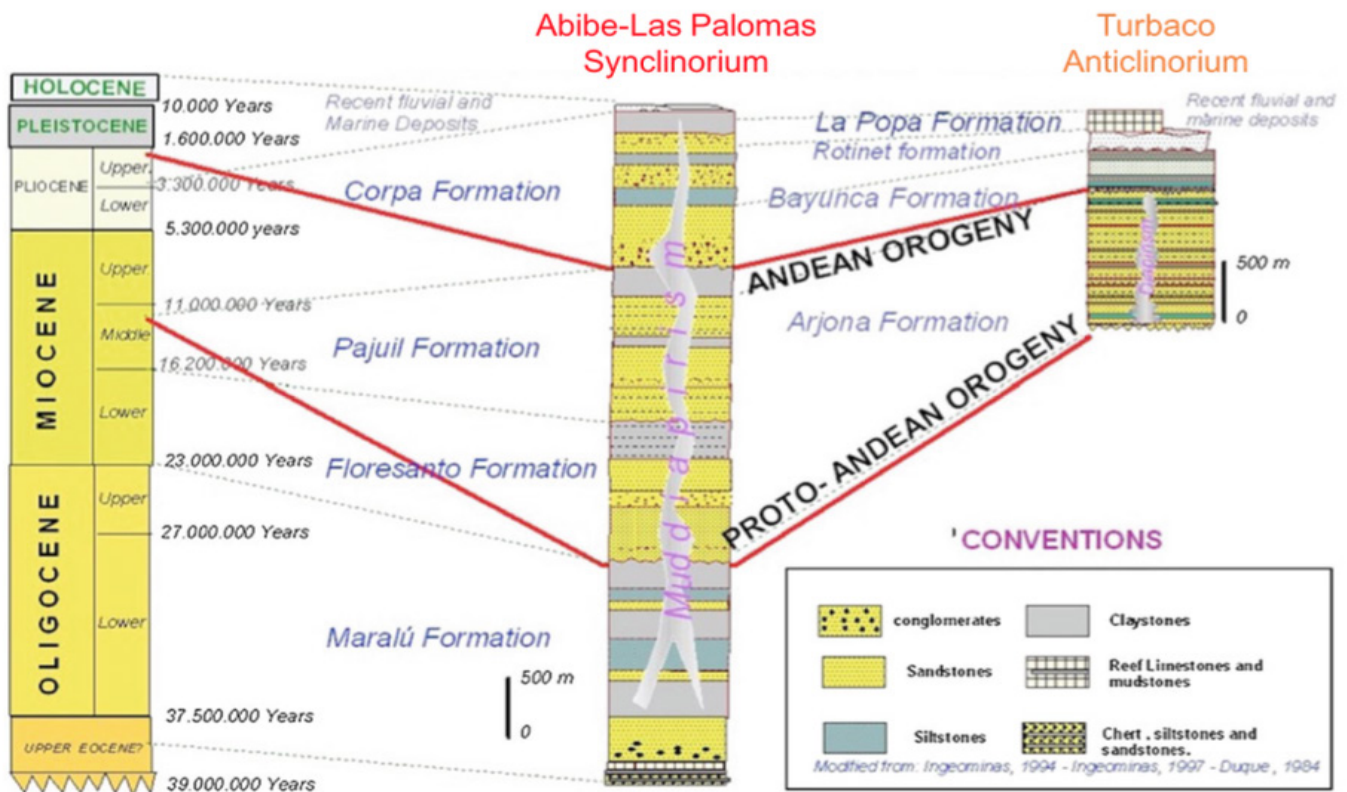 Abibe-Las Palomas
Synclinorium
Turbaco
Anticlinorium
HOLOCENE
10.000 Years
PLEISTOCENE
1.600.000 Years
PLIOCENE
Upper
3.300.000 Years
Lower
5.300.000 years
MIOCENE
Upper
11.000.000 Years
Middle
16.200.000 Years
Lower
23.000.000 Years
OLIGOCENE
Upper
27.000.000 Years
Lower
37.500.000 Years
UPPER EOCENE?
39.000.000 Years
Recent fluvial and
Marine Deposits
Corpa Formation
Pajuil Formation
Floresanto Formation
Maralú Formation
500 m
0
Muddiapirism
La Popa Formation
Rotinet formation
Bayunca Formation
ANDEAN OROGENY
Arjona Formation
PROTO- ANDEAN OROGENY
Recent fluvial and
marine deposits
500 m
0
'CONVENTIONS
conglomerates
Claystones
Sandstones
Reef Limestones and
mudstones
Siltstones
Chert . siltstones and
sandstones.
Modified from: Ingeominas, 1994 - Ingeominas, 1997 - Duque , 1984